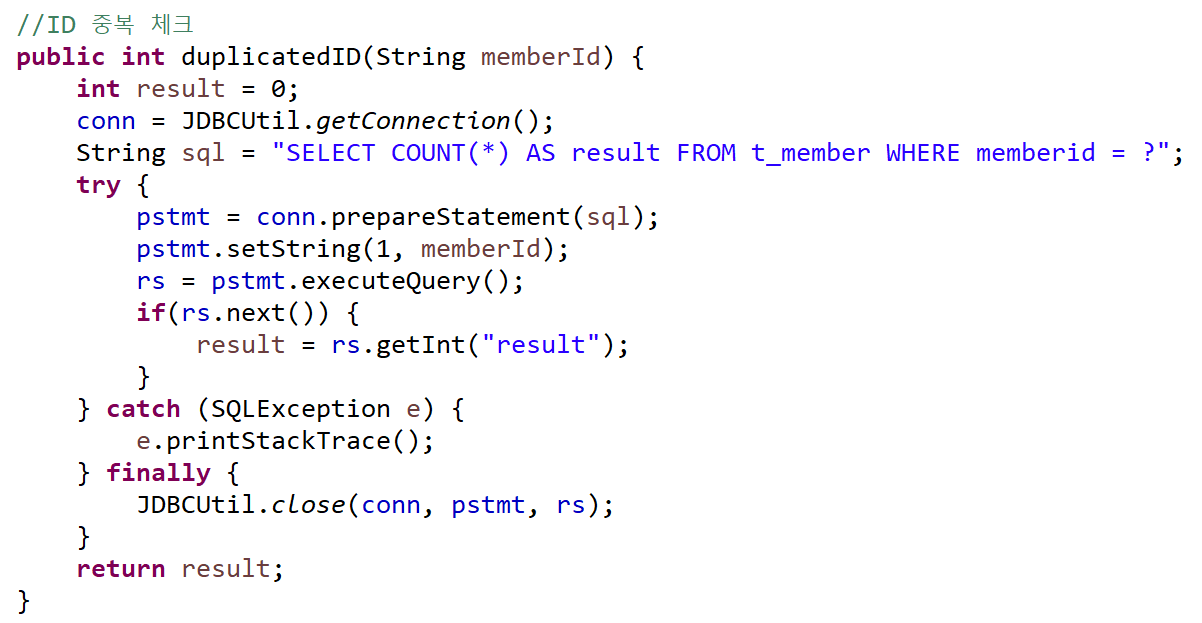 //ID 중복 체크
public int duplicatedID(String memberId) {
    int result = 0;
    conn = JDBCUtil.getConnection();
    String sql = "SELECT COUNT(*) AS result FROM t_member WHERE memberid = ?";
    try {
        pstmt = conn.prepareStatement(sql);
        pstmt.setString(1, memberId);
        rs = pstmt.executeQuery();
        if(rs.next()) {
            result = rs.getInt("result");
        }
    } catch (SQLException e) {
        e.printStackTrace();
    } finally {
        JDBCUtil.close(conn, pstmt, rs);
    }
    return result;
}